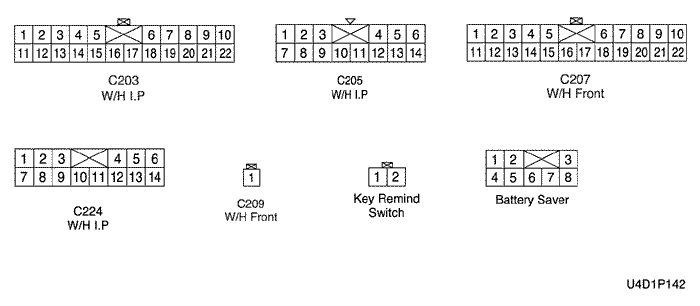 1 2 3 4 5 6 7 8 9 10
11 12 13 14 15 16 17 18 19 20 21 22
C203
W/H I.P
1 2 3 4 5 6
7 8 9 10 11 12 13 14
C205
W/H I.P
1 2 3 4 5 6 7 8 9 10
11 12 13 14 15 16 17 18 19 20 21 22
C207
W/H Front
1 2 3 4 5 6
7 8 9 10 11 12 13 14
C224
W/H I.P
1
C209
W/H Front
1 2
Key Remind
Switch
1 2 3
4 5 6 7 8
Battery Saver
U4D1P142